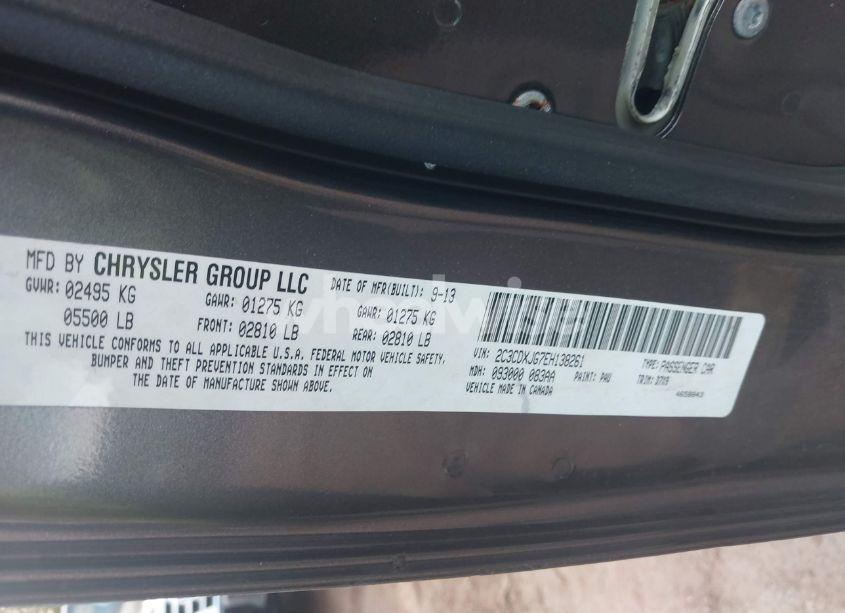 MFD BY CHRYSLER GROUP LLC
DATE OF MFR(BUILT): 9-13
GVWR: 02495 KG
GAWR: 01275 KG
GAWR: 01275 KG
05500 LB
FRONT: 02810 LB
REAR: 02810 LB
THIS VEHICLE CONFORMS TO ALL APPLICABLE U.S.A. FEDERAL MOTOR VEHICLE SAFETY,
BUMPER AND THEFT PREVENTION STANDARDS IN EFFECT ON
THE DATE OF MANUFACTURE SHOWN ABOVE.
VIN: 2C3CDXJG7EH138261
TYPE: PASSENGER CAR
MDH: 093000 083AA
PAINT: PAU
TRIM:
VEHICLE MADE IN CANADA